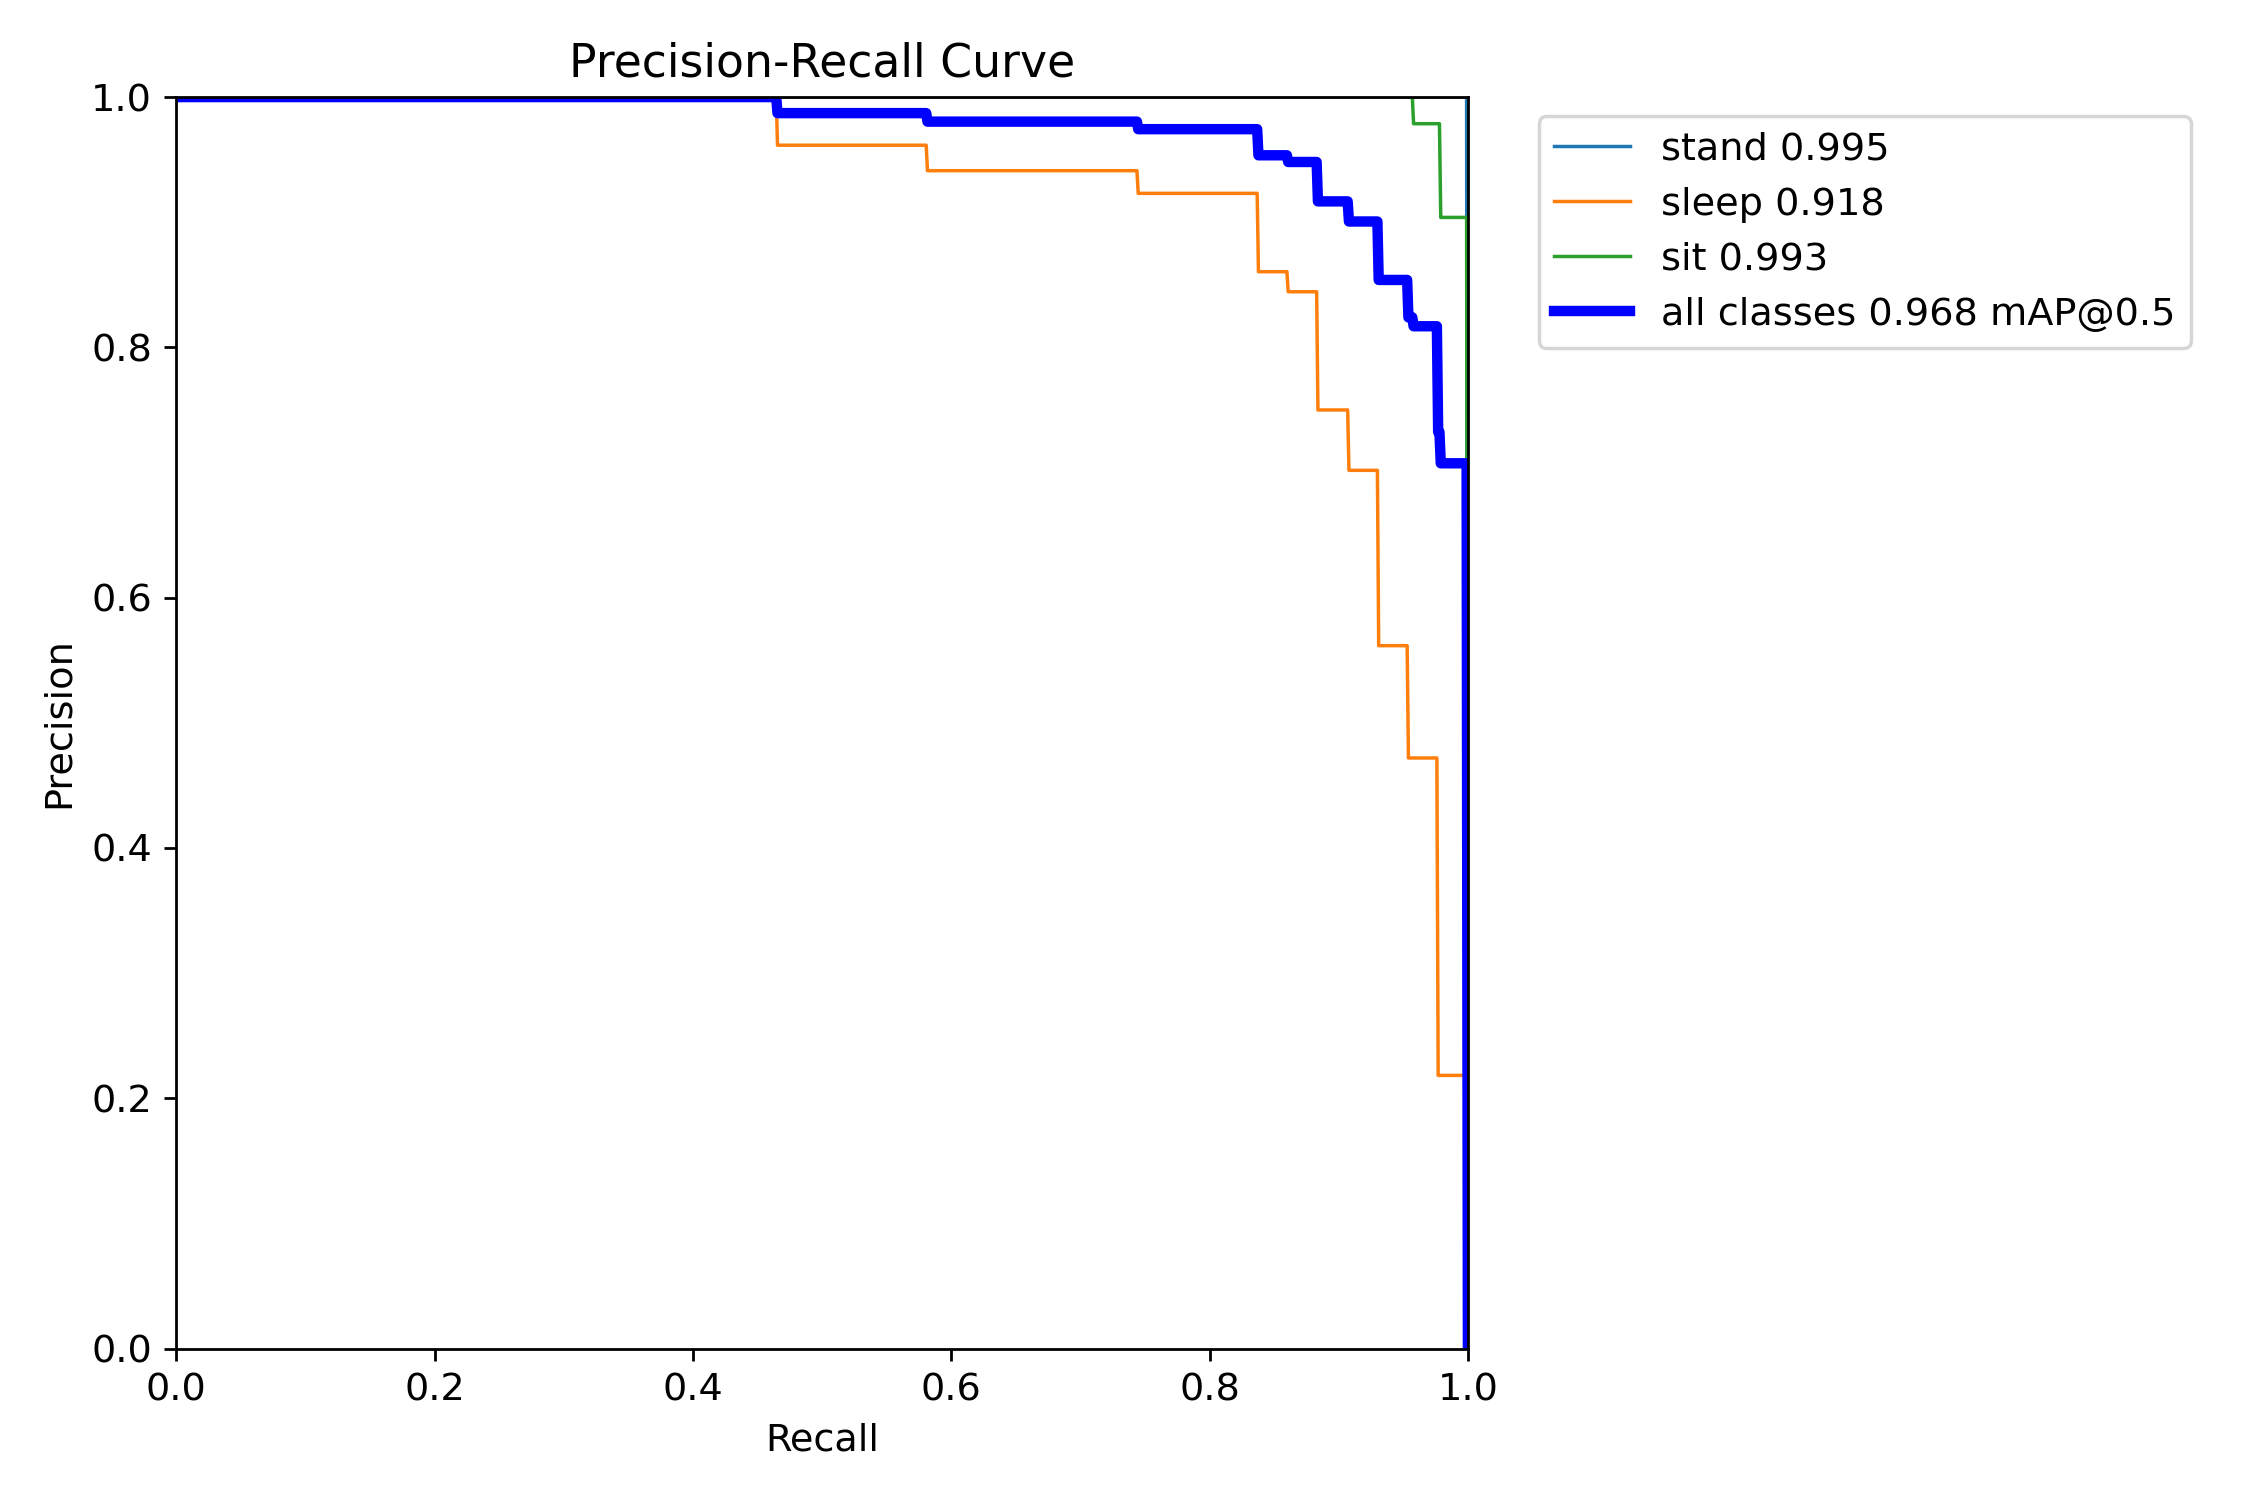 Precision-Recall Curve
stand 0.995
sleep 0.918
sit 0.993
all classes 0.968 mAP@0.5
Precision
1.0
0.8
0.6
0.4
0.2
0.0
0.0 0.2 0.4 0.6 0.8 1.0
Recall